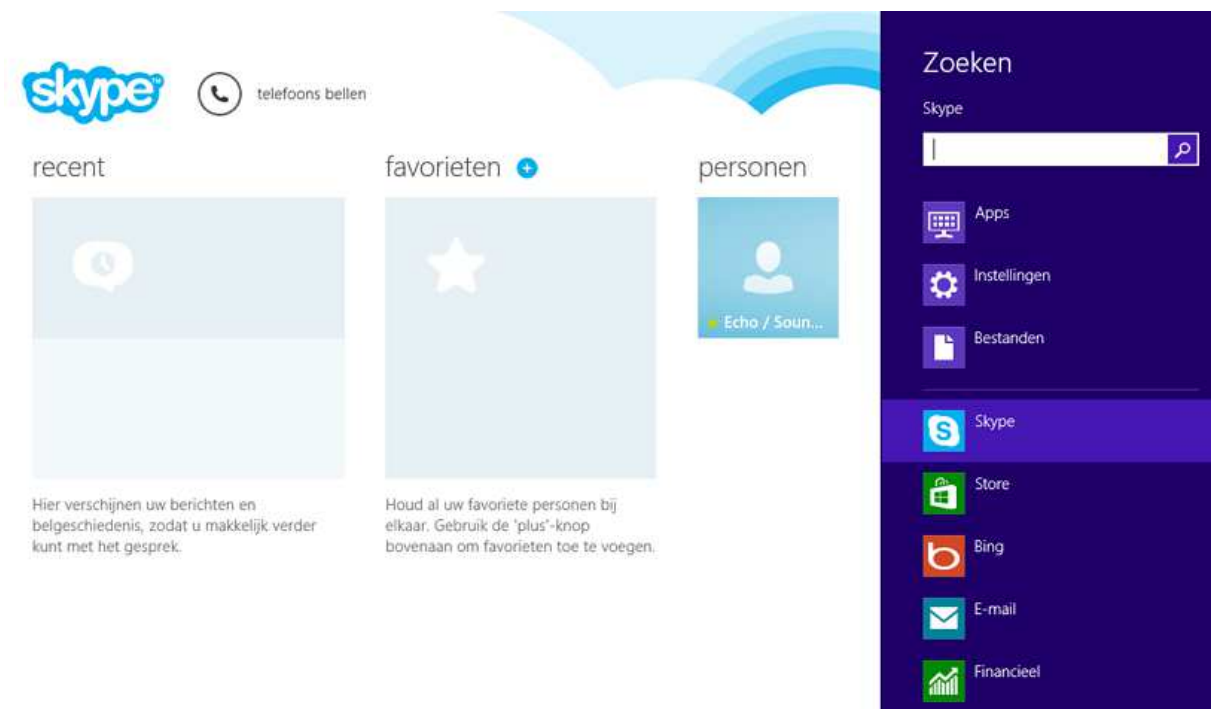 skype
telefoons bellen
recent
favorieten
personen
Echo / Soun...
Hier verschijnen uw berichten en
belgeschiedenis, zodat u makkelijk verder
kunt met het gesprek.
Houd al uw favoriete personen bij
elkaar. Gebruik de 'plus'-knop
bovenaan om favorieten toe te voegen.
Zoeken
Skype
Apps
Instellingen
Bestanden
Skype
Store
Bing
E-mail
Financieel